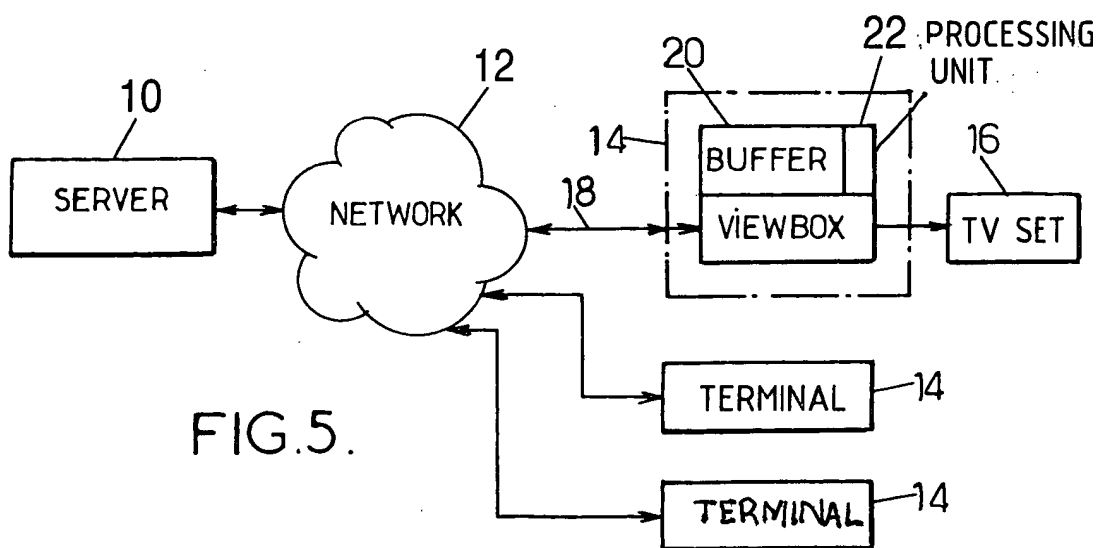 10
SERVER
12
NETWORK
18
14
20
22
PROCESSING
UNIT
BUFFER
VIEWBOX
16
TV SET
TERMINAL
14
TERMINAL
14
FIG.5.